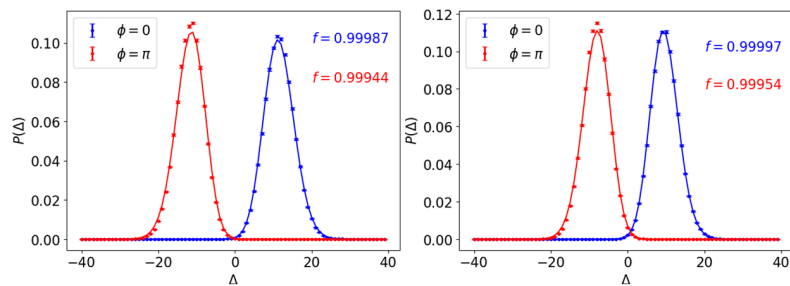 ϕ = 0
ϕ = π
f = 0.99987
f = 0.99944
P(Δ)
0.10
0.08
0.06
0.04
0.02
0.00
−40 −20 0 20 40
Δ
ϕ = 0
ϕ = π
f = 0.99997
f = 0.99954
P(Δ)
0.12
0.10
0.08
0.06
0.04
0.02
0.00
−40 −20 0 20 40
Δ